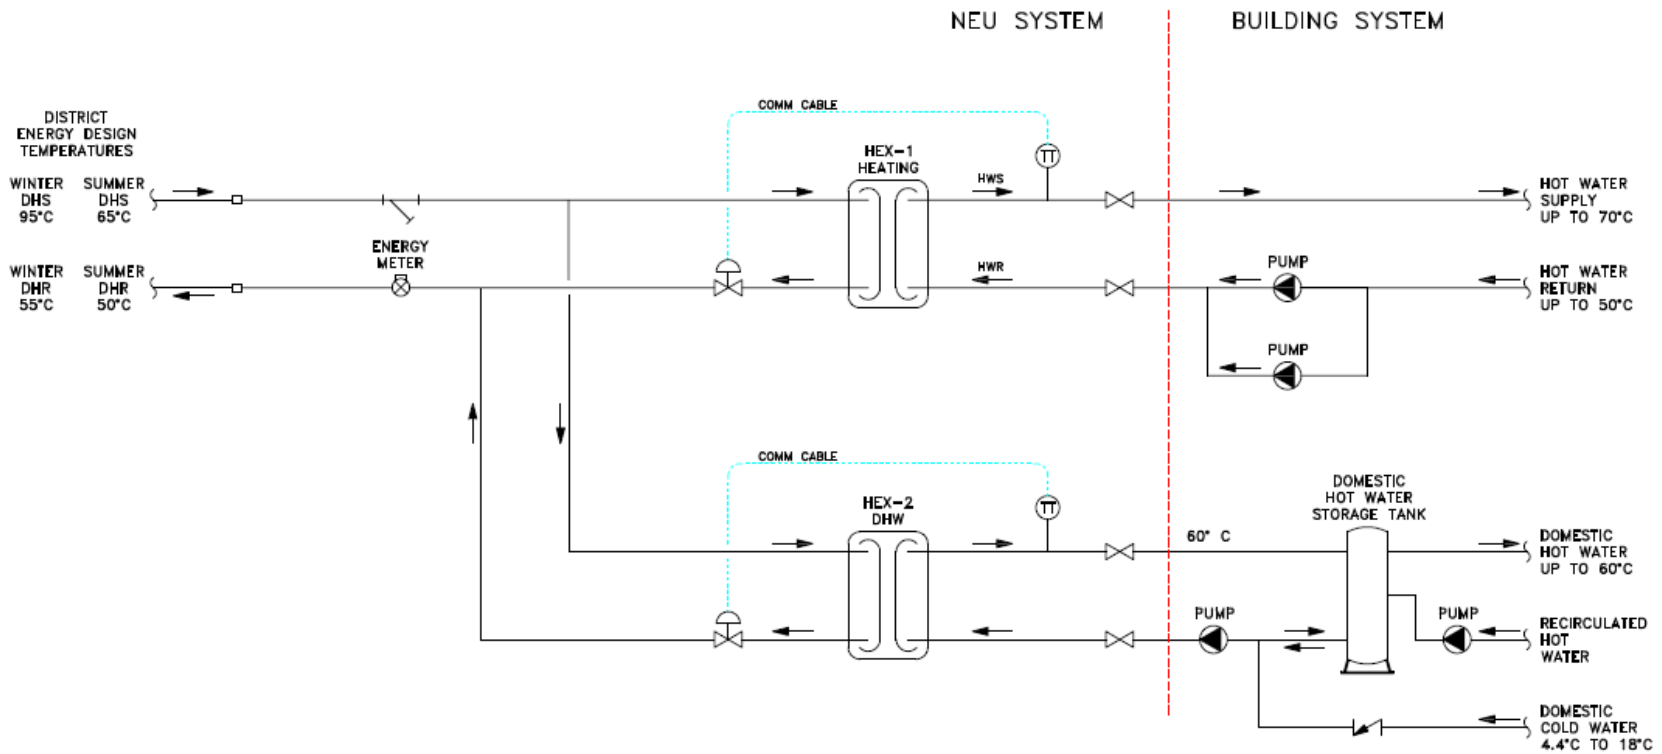 NEU SYSTEM
BUILDING SYSTEM
DISTRICT
ENERGY DESIGN
TEMPERATURES
WINTER
DHS
95°C
SUMMER
DHS
65°C
COMM CABLE
HEX-1
HEATING
TT
HWS
HOT WATER
SUPPLY
UP TO 70°C
WINTER
DHR
55°C
SUMMER
DHR
50°C
ENERGY
METER
HWR
PUMP
HOT WATER
RETURN
UP TO 50°C
PUMP
COMM CABLE
HEX-2
DHW
TT
60° C
DOMESTIC
HOT WATER
STORAGE TANK
DOMESTIC
HOT WATER
UP TO 60°C
PUMP
PUMP
RECIRCULATED
HOT
WATER
DOMESTIC
COLD WATER
4.4°C TO 18°C